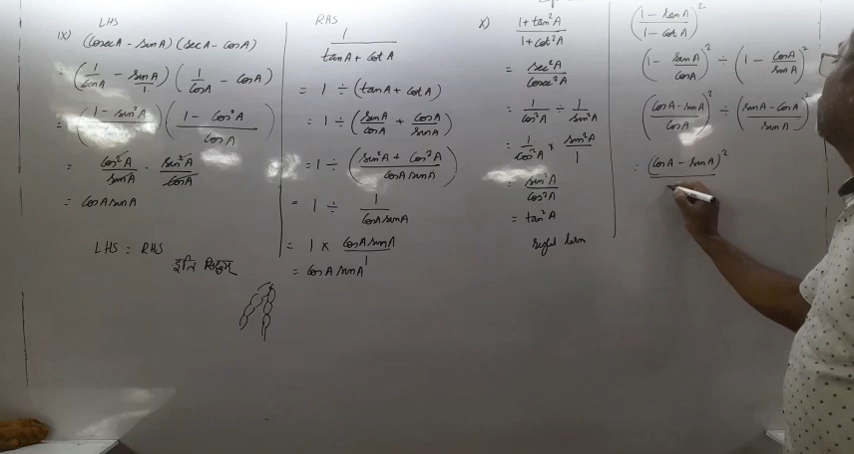 LHS
IX) (CosecA - sinA) (secA - CosA)
= (1/CosA - sinA/1) (1/CosA - CosA)
= (1 - sin²A/sinA) (1 - Cos²A/CosA)
= Cos²A/sinA . sin²A/CosA
= CosA sinA
LHS = RHS
इति सिद्धम्
RHS
1/tanA + CotA
= 1 ÷ (tanA + CotA)
= 1 ÷ (sinA/CosA + CosA/sinA)
= 1 ÷ (sin²A + Cos²A/CosA sinA)
= 1 ÷ 1/CosA sinA
= 1 × CosA sinA/1
= CosA sinA
X) 1 + tan²A/1 + Cot²A
= sec²A/Cosec²A
= 1/Cos²A ÷ 1/sin²A
= 1/Cos²A × sin²A/1
= sin²A/Cos²A
= tan²A
(1 - tanA/1 - CotA)²
(1 - sinA/CosA)² ÷ (1 - CosA/sinA)²
(CosA - sinA/CosA)² ÷ (sinA - CosA/sinA)²
= (CosA - sinA)²